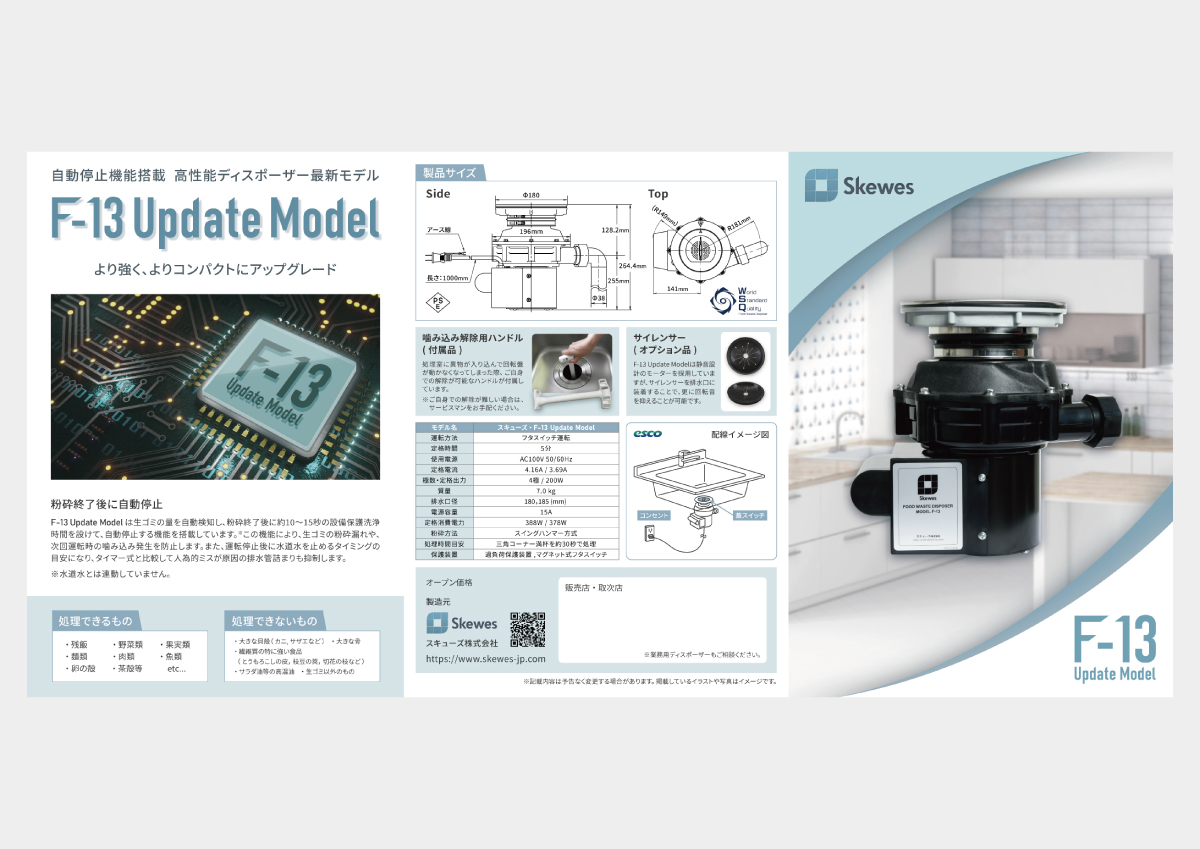 自動停止機能搭載 高性能ディスポーザー最新モデル
F-13 Update Model
より強く、よりコンパクトにアップグレード
F-13
Update Model
粉砕終了後に自動停止
F-13 Update Model は生ゴミの量を自動検知し、粉砕終了後に約10〜15秒の設備保護洗浄
時間を設けて、自動停止する機能を搭載しています。※この機能により、生ゴミの粉砕漏れや、
次回運転時の噛み込み発生を防止します。また、運転停止後に水道水を止めるタイミングの
目安になり、タイマー式と比較して人為的ミスが原因の排水管詰まりも抑制します。
※水道水とは連動していません。
処理できるもの
・残飯 ・野菜類 ・果実類
・麺類 ・肉類 ・魚類
・卵の殻 ・茶殻等 etc...
処理できないもの
・大きな貝殻(カニ、サザエなど) ・大きな骨
・繊維質の特に強い食品
(とうもろこしの皮，枝豆の莢，切花の枝など)
・サラダ油等の高温油 ・生ゴミ以外のもの
製品サイズ
Side
Φ180
アース線
196mm
128.2mm
264.4mm
長さ：1000mm
255mm
Φ38
PS
E
Top
(R149mm)
R181mm
141mm
World
Standard
Quality
噛み込み解除用ハンドル
( 付属品 )
処理室に異物が入り込んで回転盤
が動かなくなってしまった際、ご自身
での解除が可能なハンドルが付属し
ています。
※ご自身での解除が難しい場合は、
サービスマンをお手配ください。
サイレンサー
( オプション品 )
F-13 Update Modelは静音設
計のモーターを採用していま
すが、サイレンサーを排水口に
装着することで、更に回転音
を抑えることが可能です。
モデル名 スキューズ・F-13 Update Model
運転方法 フタスイッチ運転
定格時間 5分
使用電源 AC100V 50/60Hz
定格電流 4.16A / 3.69A
極数・定格出力 4極 / 200W
質量 7.0 kg
排水口径 180,185 (mm)
電源容量 15A
定格消費電力 388W / 378W
粉砕方法 スイングハンマー方式
処理時間目安 三角コーナー満杯を約30秒で処理
保護装置 過負荷保護装置 , マグネット式フタスイッチ
esco
配線イメージ図
コンセント
蓋スイッチ
オープン価格
製造元
Skewes
スキューズ株式会社
https://www.skewes-jp.com
販売店・取次店
※業務用ディスポーザーもご相談ください。
※記載内容は予告なく変更する場合があります。掲載しているイラストや写真はイメージです。
Skewes
Skewes
FOOD WASTE DISPOSER
MODEL F-13
F-13
Update Model